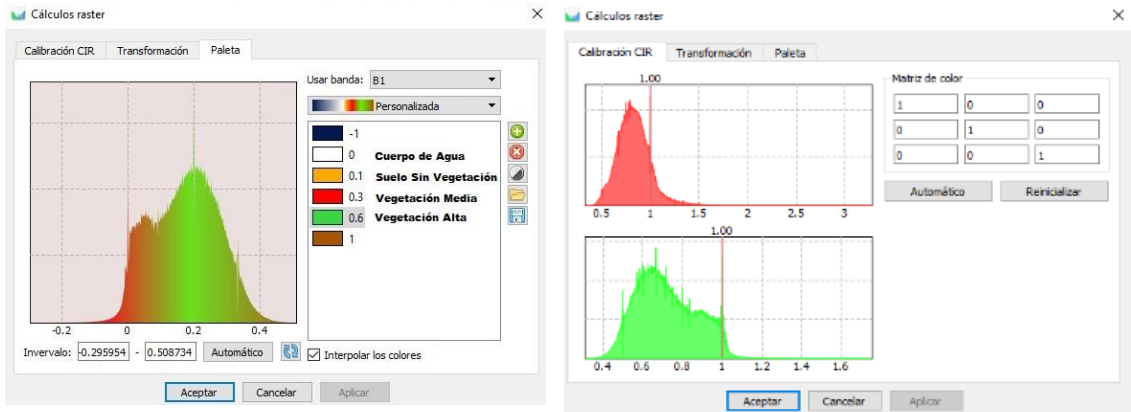 Cálculos raster
Calibración CIR Transformación Paleta
Usar banda: B1
Personalizada
-1
0 Cuerpo de Agua
0.1 Suelo Sin Vegetación
0.3 Vegetación Media
0.6 Vegetación Alta
1
-0.2 0 0.2 0.4
Invervalo: -0.295954 - 0.508734 Automático
Interpolar los colores
Aceptar Cancelar Aplicar
Cálculos raster
Calibración CIR Transformación Paleta
1.00
0.5 1 1.5 2 2.5 3
1.00
0.4 0.6 0.8 1 1.2 1.4 1.6
Matriz de color
1 0 0
0 1 0
0 0 1
Automático Reinicializar
Aceptar Cancelar Aplicar